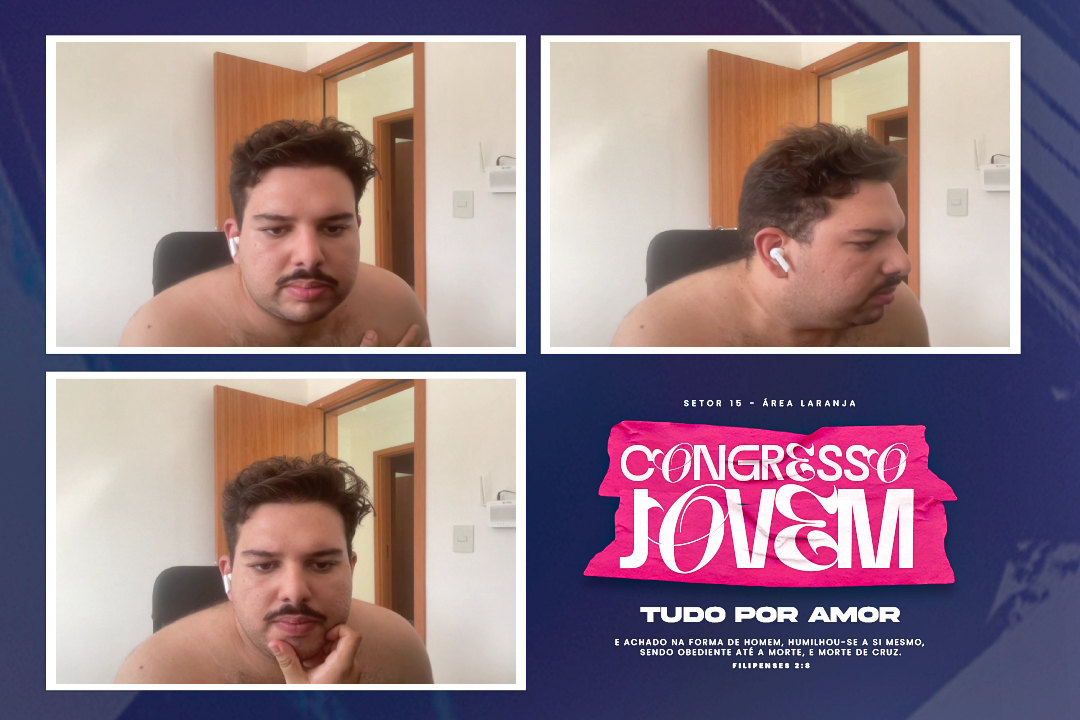 SETOR 15 - ÁREA LARANJA
CONGRESSO
JOVEM
TUDO POR AMOR
E ACHADO NA FORMA DE HOMEM, HUMILHOU-SE A SI MESMO,
SENDO OBEDIENTE ATÉ A MORTE, E MORTE DE CRUZ.
FILIPENSES 2:8